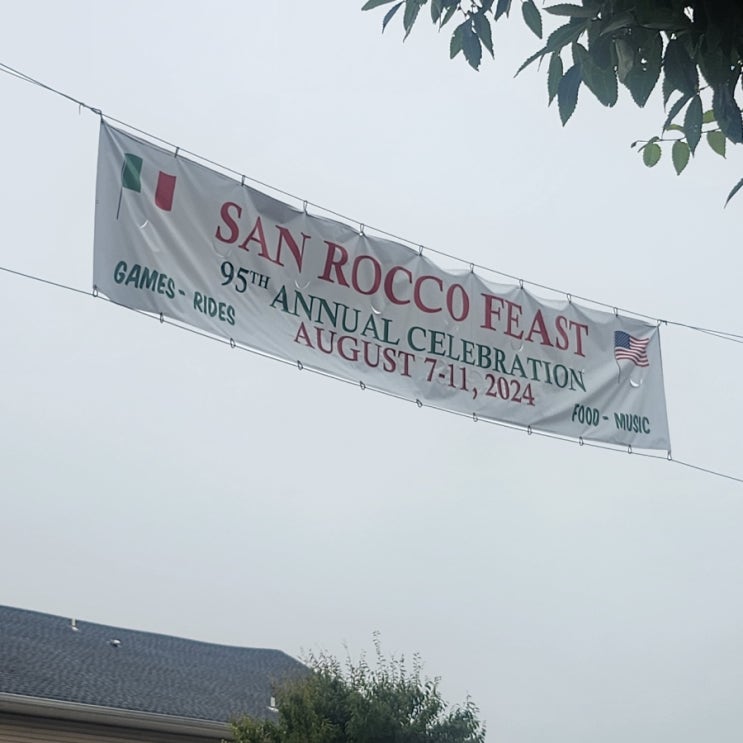 SAN ROCCO FEAST
95TH ANNUAL CELEBRATION
AUGUST 7-11, 2024
GAMES - RIDES
FOOD - MUSIC